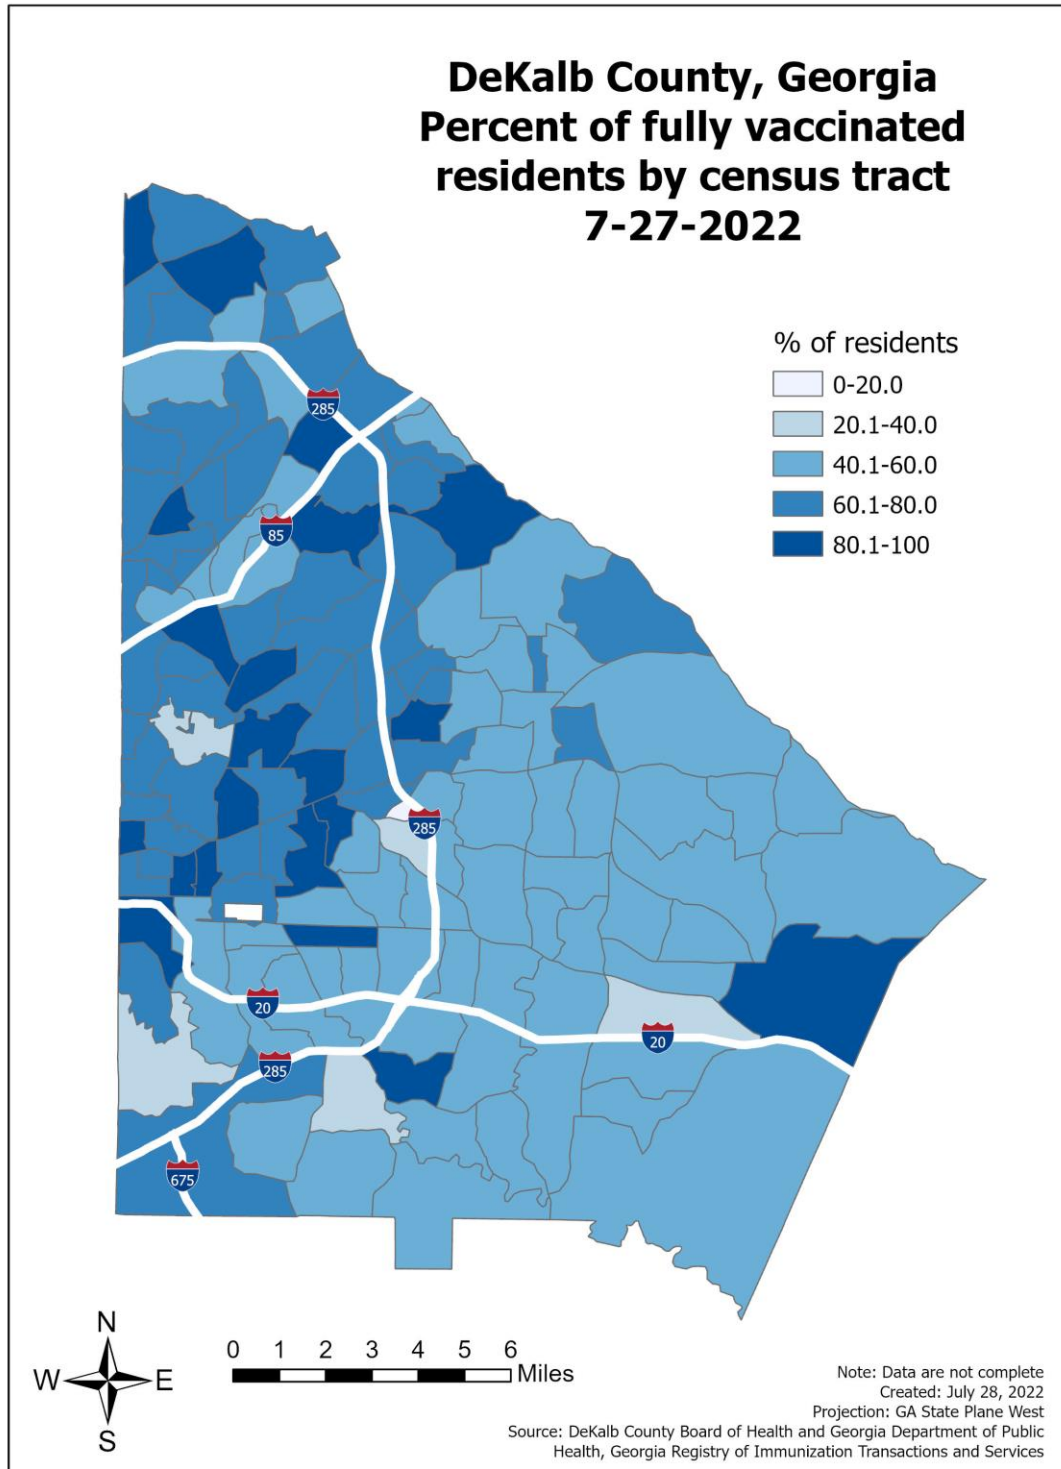 DeKalb County, Georgia
Percent of fully vaccinated
residents by census tract
7-27-2022
% of residents
0-20.0
20.1-40.0
40.1-60.0
60.1-80.0
80.1-100
285
85
285
20
20
285
675
N
W E
S
0 1 2 3 4 5 6
Miles
Note: Data are not complete
Created: July 28, 2022
Projection: GA State Plane West
Source: DeKalb County Board of Health and Georgia Department of Public
Health, Georgia Registry of Immunization Transactions and Services